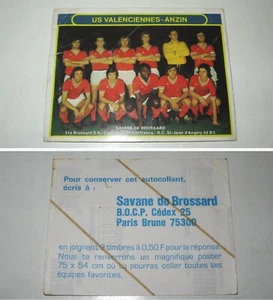 US VALENCIENNES-ANZIN
SAVANE DE BROSSARD
Pour conserver cet autocollant,
écris à :
Savane de Brossard
B.O.C.P. Cédex 25
Paris Brune 75300
en joignant timbres à 0,50 F pour la réponse
Nous te renverrons un magnifique poster
75 x 54 cm où tu pourras coller toutes tes
équipes favorites.